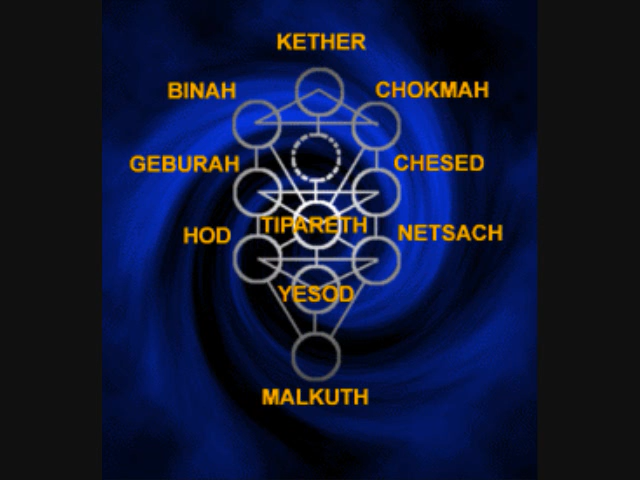 KETHER
BINAH
CHOKMAH
GEBURAH
CHESED
TIPARETH
HOD
NETSACH
YESOD
MALKUTH